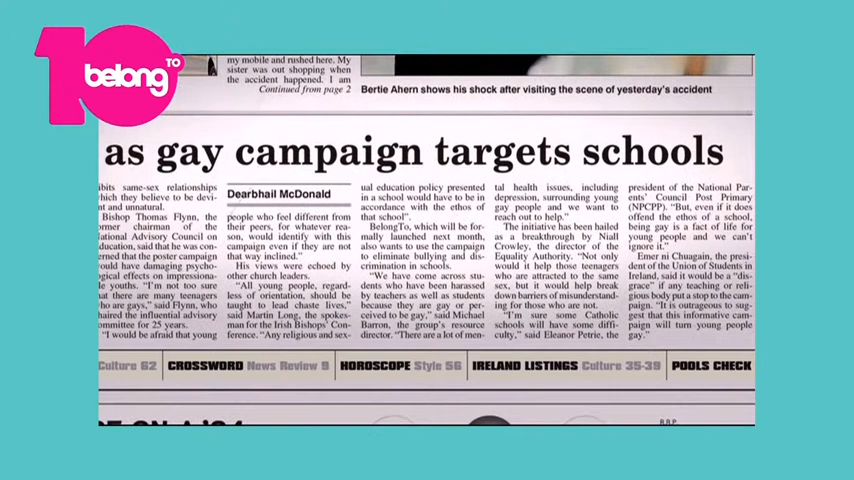 10
belong TO
my mobile and rushed here. My
sister was out shopping when
the accident happened. I am
Continued from page 2
Bertie Ahern shows his shock after visiting the scene of yesterday's accident
as gay campaign targets schools
ibits same-sex relationships
hich they believe to be devi-
nt and unnatural.
Bishop Thomas Flynn, the
ormer chairman of the
ational Advisory Council on
ducation, said that he was con-
erned that the poster campaign
ould have damaging psycho-
ogical effects on impressiona-
le youths. "I'm not too sure
hat there are many teenagers
ho are gays," said Flynn, who
haired the influential advisory
ommittee for 25 years.
"I would be afraid that young
Dearbhail McDonald
people who feel different from
their peers, for whatever rea-
son, would identify with this
campaign even if they are not
that way inclined."
His views were echoed by
other church leaders.
"All young people, regard-
less of orientation, should be
taught to lead chaste lives,"
said Martin Long, the spokes-
man for the Irish Bishops' Con-
ference. "Any religious and sex-
ual education policy presented
in a school would have to be in
accordance with the ethos of
that school".
BelongTo, which will be for-
mally launched next month,
also wants to use the campaign
to eliminate bullying and dis-
crimination in schools.
"We have come across stu-
dents who have been harassed
by teachers as well as students
because they are gay or per-
ceived to be gay," said Michael
Barron, the group's resource
director. "There are a lot of men-
tal health issues, including
depression, surrounding young
gay people and we want to
reach out to help."
The initiative has been hailed
as a breakthrough by Niall
Crowley, the director of the
Equality Authority. "Not only
would it help those teenagers
who are attracted to the same
sex, but it would help break
down barriers of misunderstand-
ing for those who are not.
"I'm sure some Catholic
schools will have some diffi-
culty," said Eleanor Petrie, the
president of the National Par-
ents' Council Post Primary
(NPCPP). "But, even if it does
offend the ethos of a school,
being gay is a fact of life for
young people and we can't
ignore it."
Emer ni Chuagain, the presi-
dent of the Union of Students in
Ireland, said it would be a "dis-
grace" if any teaching or reli-
gious body put a stop to the cam-
paign. "It is outrageous to sug-
gest that this informative cam-
paign will turn young people
gay."
Culture 62 CROSSWORD News Review 9 HOROSCOPE Style 56 IRELAND LISTINGS Culture 35-39 POOLS CHECK
R.R.P.